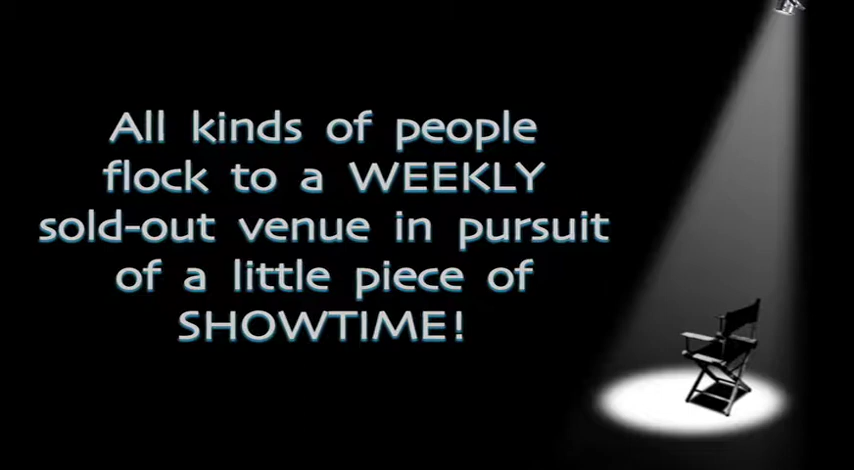 All kinds of people
flock to a WEEKLY
sold-out venue in pursuit
of a little piece of
SHOWTIME!